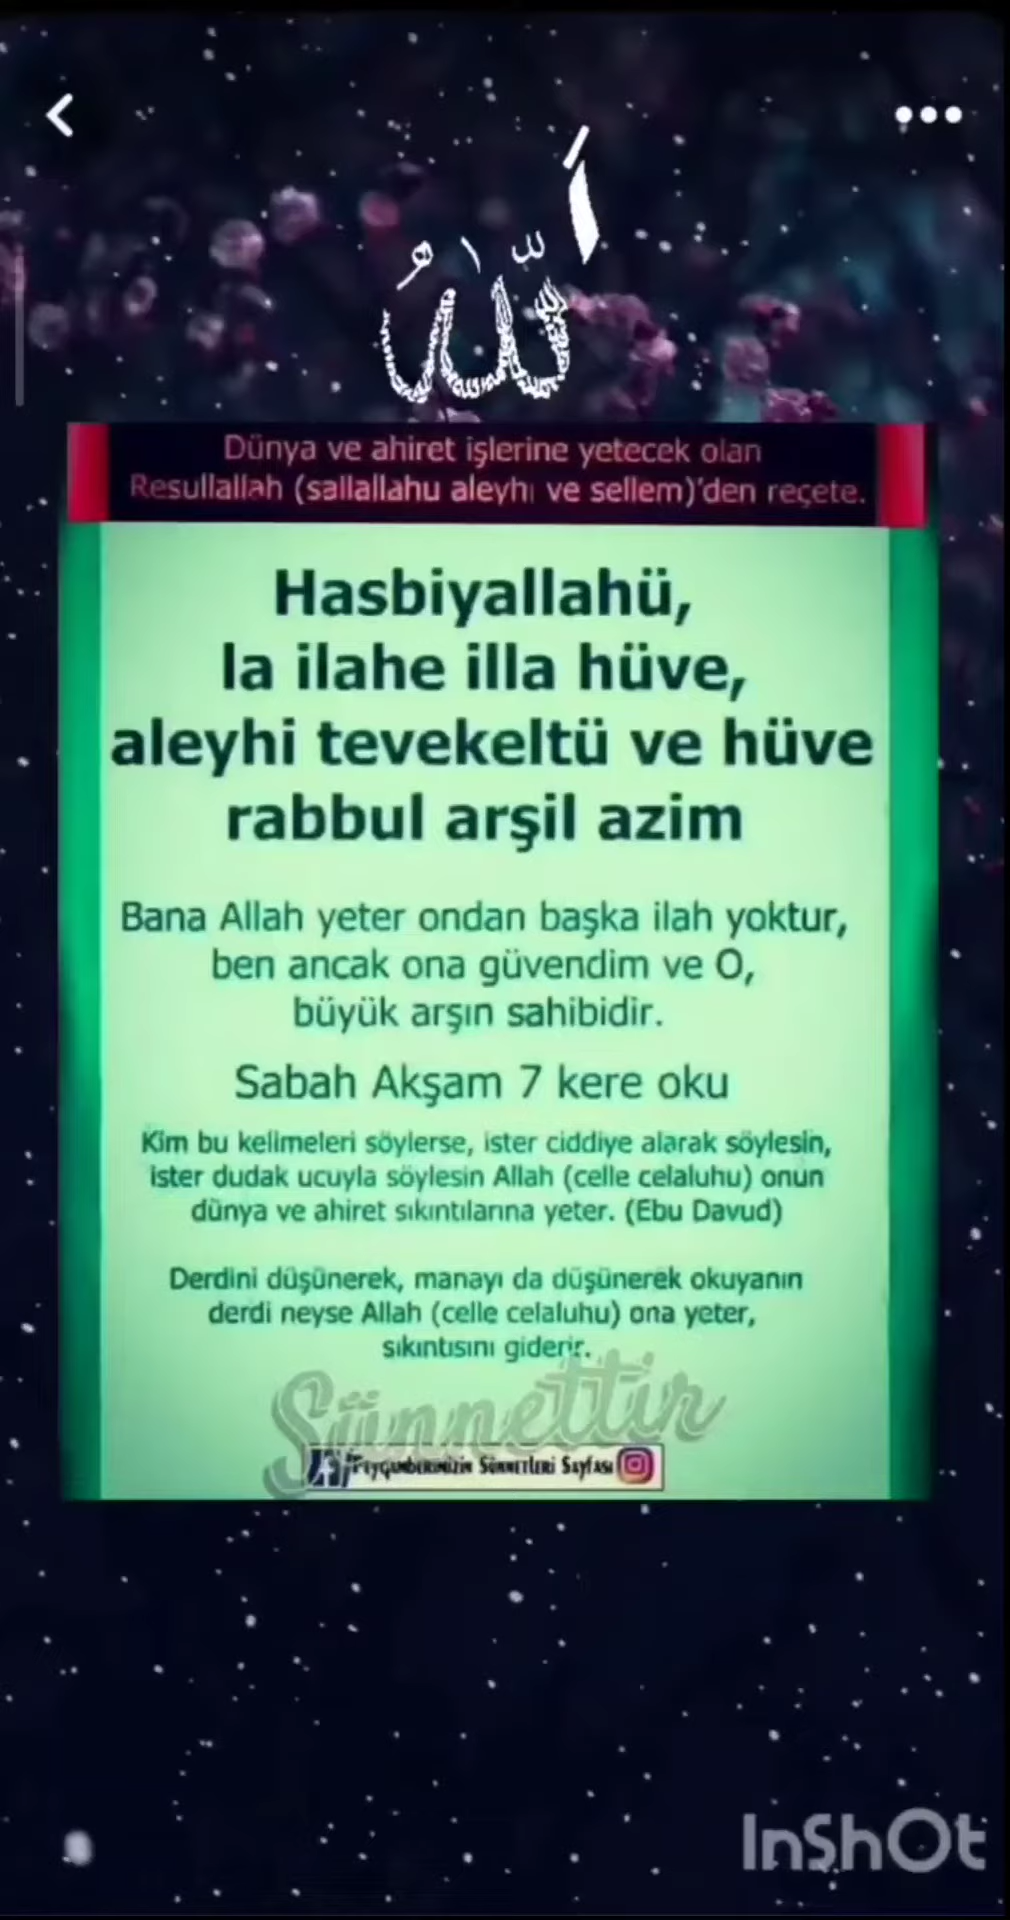 اَللّٰهُ
Dünya ve ahiret işlerine yetecek olan
Resullallah (sallallahu aleyhi ve sellem)'den reçete.
Hasbiyallahü,
la ilahe illa hüve,
aleyhi tevekeltü ve hüve
rabbul arşil azim
Bana Allah yeter ondan başka ilah yoktur,
ben ancak ona güvendim ve O,
büyük arşın sahibidir.
Sabah Akşam 7 kere oku
Kim bu kelimeleri söylerse, ister ciddiye alarak söylesin,
ister dudak ucuyla söylesin Allah (celle celaluhu) onun
dünya ve ahiret sıkıntılarına yeter. (Ebu Davud)
Derdini düşünerek, manayı da düşünerek okuyanın
derdi neyse Allah (celle celaluhu) ona yeter,
sıkıntısını giderir.
Sünnettir
/Peygamberimizin Sünnetleri Sayfası
InShOt